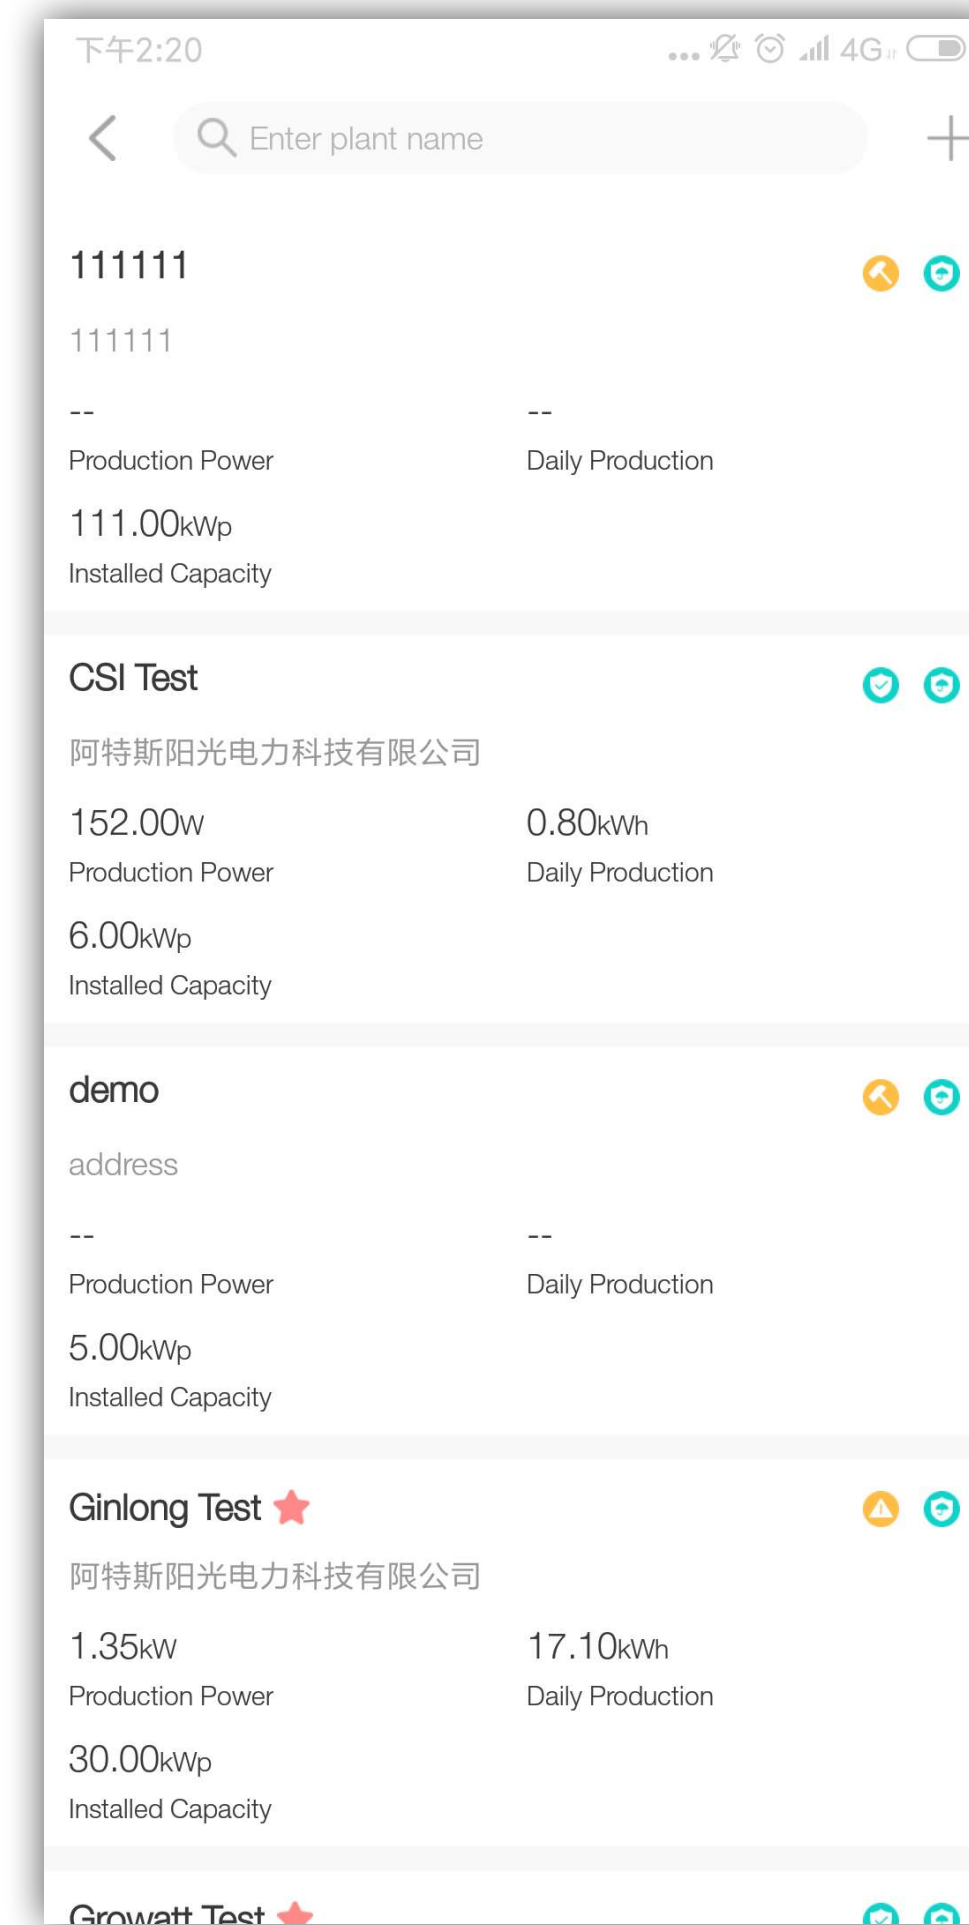 下午2:20 ... 4G
Enter plant name
111111
111111
-- --
Production Power Daily Production
111.00kWp
Installed Capacity
CSI Test
阿特斯阳光电力科技有限公司
152.00W 0.80kWh
Production Power Daily Production
6.00kWp
Installed Capacity
demo
address
-- --
Production Power Daily Production
5.00kWp
Installed Capacity
Ginlong Test
阿特斯阳光电力科技有限公司
1.35kW 17.10kWh
Production Power Daily Production
30.00kWp
Installed Capacity
Growatt Test